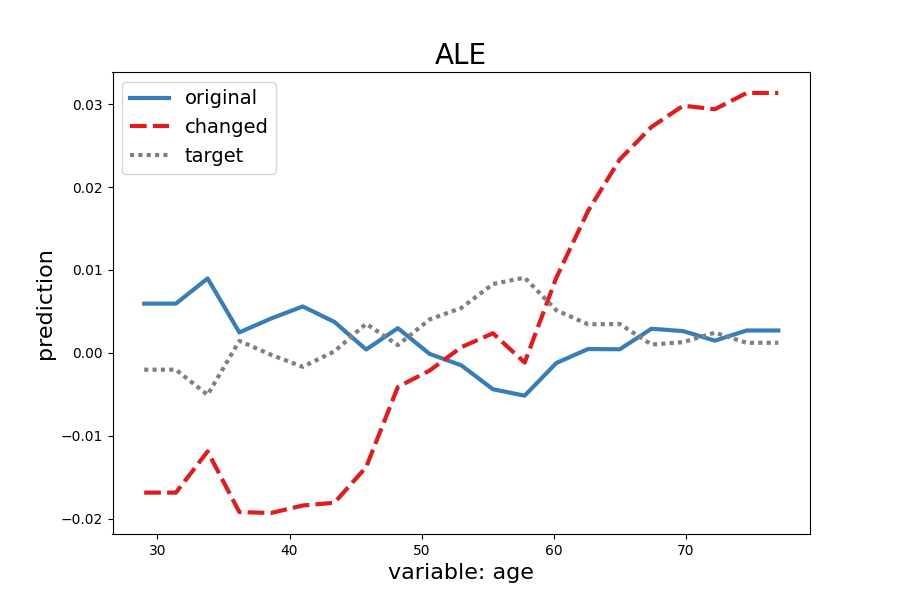 ALE
original
changed
target
prediction
0.03
0.02
0.01
0.00
−0.01
−0.02
30 40 50 60 70
variable: age